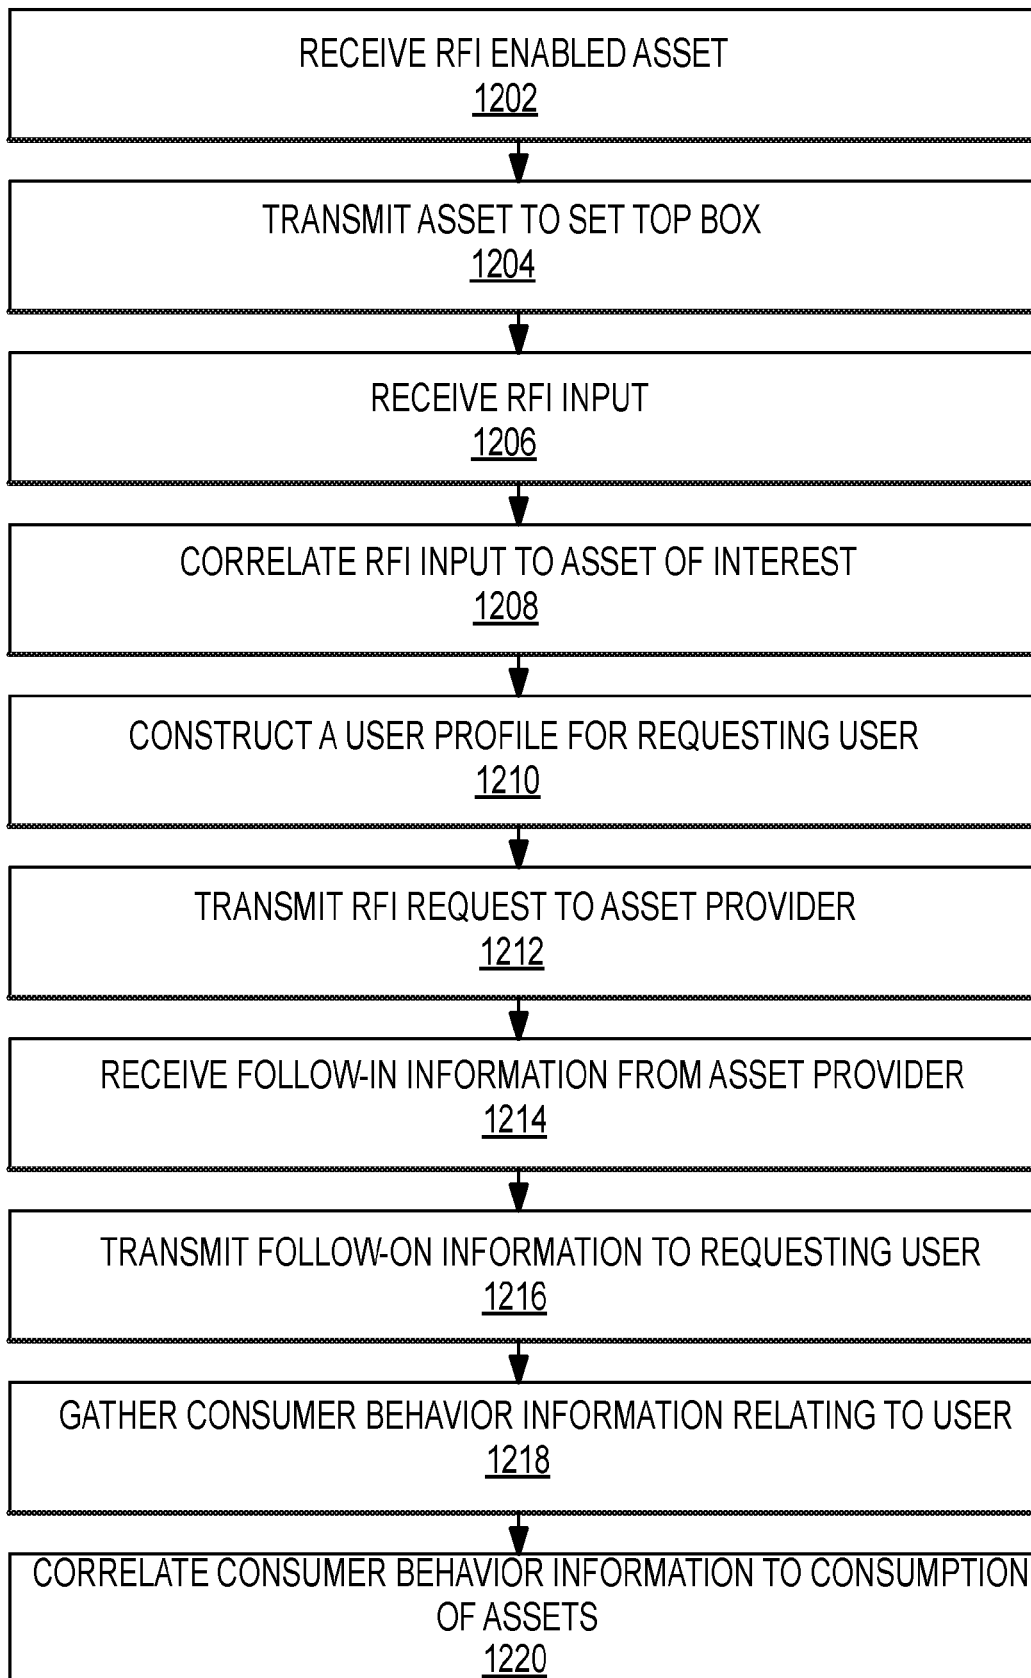 RECEIVE RFI ENABLED ASSET
1202
TRANSMIT ASSET TO SET TOP BOX
1204
RECEIVE RFI INPUT
1206
CORRELATE RFI INPUT TO ASSET OF INTEREST
1208
CONSTRUCT A USER PROFILE FOR REQUESTING USER
1210
TRANSMIT RFI REQUEST TO ASSET PROVIDER
1212
RECEIVE FOLLOW-IN INFORMATION FROM ASSET PROVIDER
1214
TRANSMIT FOLLOW-ON INFORMATION TO REQUESTING USER
1216
GATHER CONSUMER BEHAVIOR INFORMATION RELATING TO USER
1218
CORRELATE CONSUMER BEHAVIOR INFORMATION TO CONSUMPTION
OF ASSETS
1220